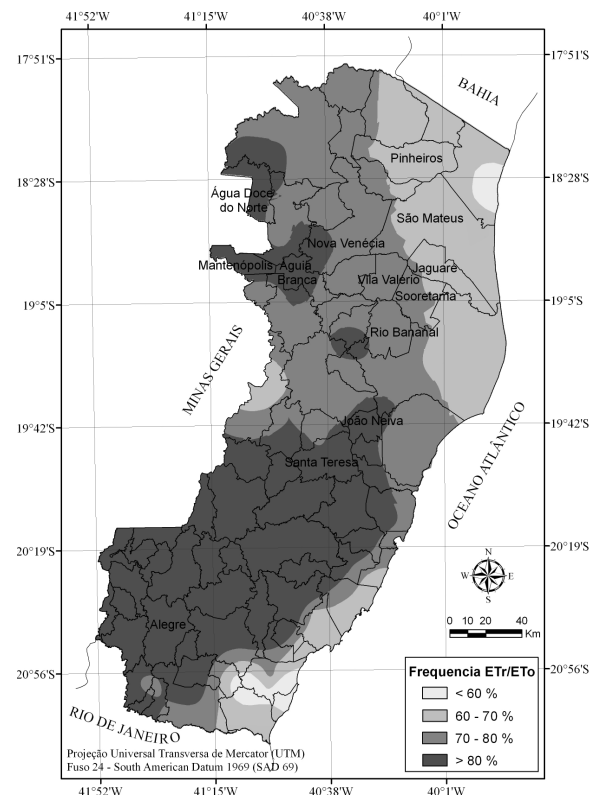 41°52'W 41°15'W 40°38'W 40°1'W
17°51'S 17°51'S
BAHIA
Pinheiros
18°28'S 18°28'S
Água Doce
do Norte
São Mateus
Nova Venécia
Mantenópolis Águia
Branca
Jaguaré
Vila Valério
Sooretama
19°5'S 19°5'S
Rio Bananal
MINAS GERAIS
João Neiva
19°42'S 19°42'S
OCEANO ATLÂNTICO
Santa Teresa
20°19'S 20°19'S
N
W E
S
Alegre
0 10 20 40
Km
20°56'S 20°56'S
Frequencia ETr/ETo
< 60 %
60 - 70 %
70 - 80 %
> 80 %
RIO DE JANEIRO
Projeção Universal Transversa de Mercator (UTM)
Fuso 24 - South American Datum 1969 (SAD 69)
41°52'W 41°15'W 40°38'W 40°1'W